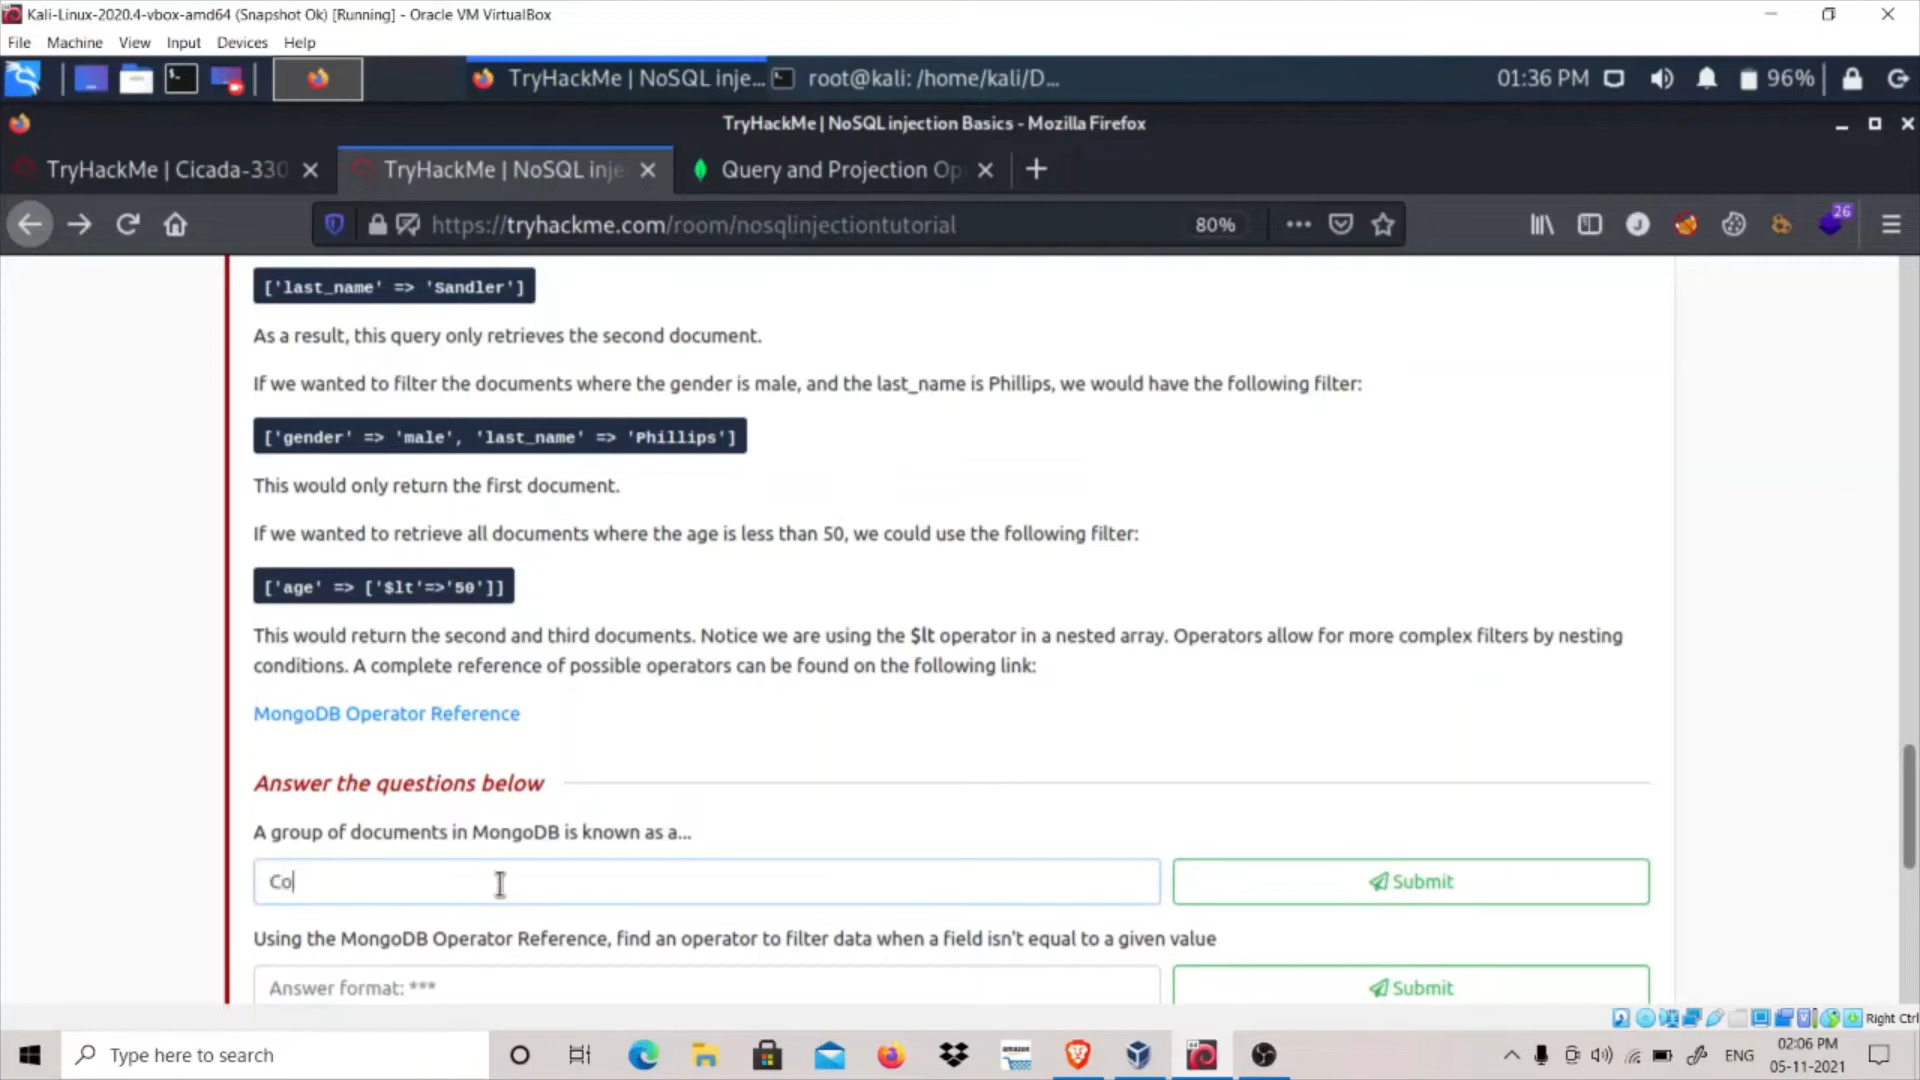 Kali-Linux-2020.4-vbox-amd64 (Snapshot Ok) [Running] - Oracle VM VirtualBox
File Machine View Input Devices Help
TryHackMe | NoSQL inje... root@kali: /home/kali/D... 01:36 PM 96%
TryHackMe | NoSQL injection Basics - Mozilla Firefox
TryHackMe | Cicada-330 TryHackMe | NoSQL inje Query and Projection Op
https://tryhackme.com/room/nosqlinjectiontutorial 80% 26
['last_name' => 'Sandler']
As a result, this query only retrieves the second document.
If we wanted to filter the documents where the gender is male, and the last_name is Phillips, we would have the following filter:
['gender' => 'male', 'last_name' => 'Phillips']
This would only return the first document.
If we wanted to retrieve all documents where the age is less than 50, we could use the following filter:
['age' => ['$lt'=>'50']]
This would return the second and third documents. Notice we are using the $lt operator in a nested array. Operators allow for more complex filters by nesting
conditions. A complete reference of possible operators can be found on the following link:
MongoDB Operator Reference
Answer the questions below
A group of documents in MongoDB is known as a...
Co Submit
Using the MongoDB Operator Reference, find an operator to filter data when a field isn't equal to a given value
Answer format: *** Submit
Right Ctrl
Type here to search amazon ENG 02:06 PM
05-11-2021